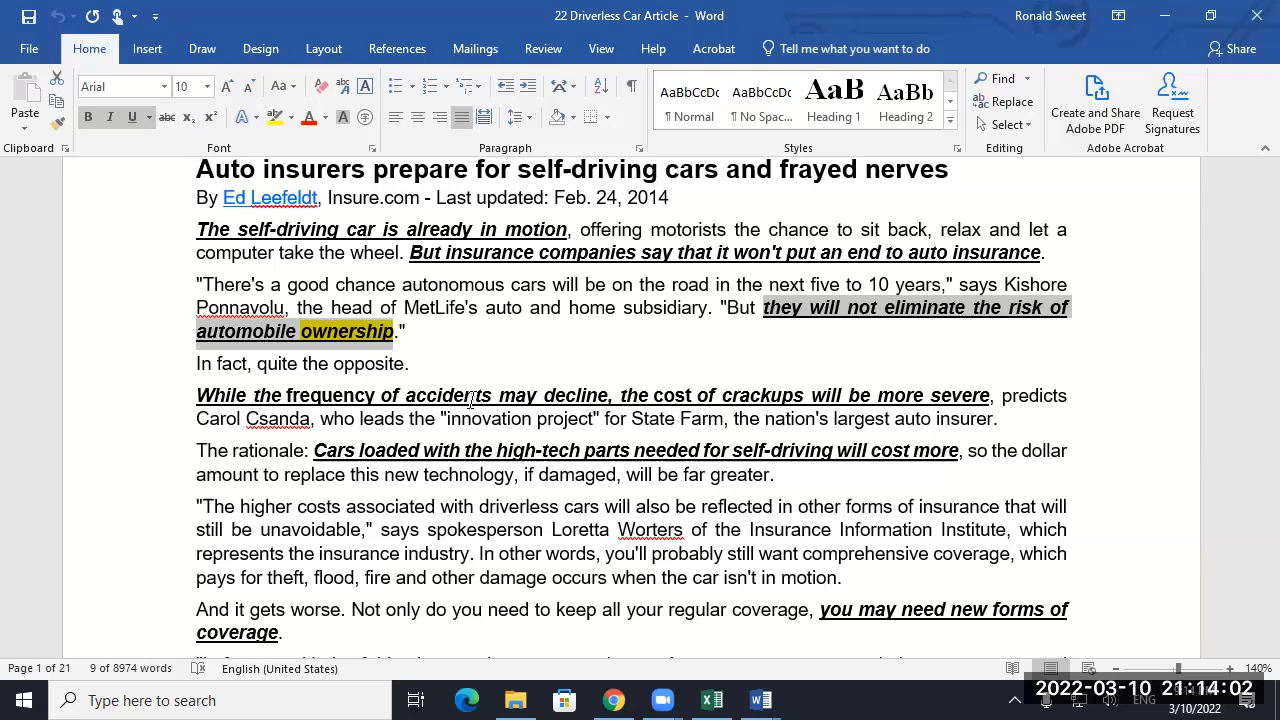 22 Driverless Car Article - Word
Ronald Sweet
File Home Insert Draw Design Layout References Mailings Review View Help Acrobat Tell me what you want to do Share
Paste
Arial 10
Aa
AaBbCcDc AaBbCcDc AaB AaBb
¶ Normal ¶ No Spac... Heading 1 Heading 2
Find
Replace
Select
Create and Share Adobe PDF
Request Signatures
Clipboard Font Paragraph Styles Editing Adobe Acrobat
Auto insurers prepare for self-driving cars and frayed nerves
By Ed Leefeldt, Insure.com - Last updated: Feb. 24, 2014
The self-driving car is already in motion, offering motorists the chance to sit back, relax and let a
computer take the wheel. But insurance companies say that it won't put an end to auto insurance.
"There's a good chance autonomous cars will be on the road in the next five to 10 years," says Kishore
Ponnavolu, the head of MetLife's auto and home subsidiary. "But they will not eliminate the risk of
automobile ownership."
In fact, quite the opposite.
While the frequency of accidents may decline, the cost of crackups will be more severe, predicts
Carol Csanda, who leads the "innovation project" for State Farm, the nation's largest auto insurer.
The rationale: Cars loaded with the high-tech parts needed for self-driving will cost more, so the dollar
amount to replace this new technology, if damaged, will be far greater.
"The higher costs associated with driverless cars will also be reflected in other forms of insurance that will
still be unavoidable," says spokesperson Loretta Worters of the Insurance Information Institute, which
represents the insurance industry. In other words, you'll probably still want comprehensive coverage, which
pays for theft, flood, fire and other damage occurs when the car isn't in motion.
And it gets worse. Not only do you need to keep all your regular coverage, you may need new forms of
coverage.
Page 1 of 21 9 of 8974 words English (United States) 140%
Type here to search
2022-03-10 21:14:02
ENG
3/10/2022